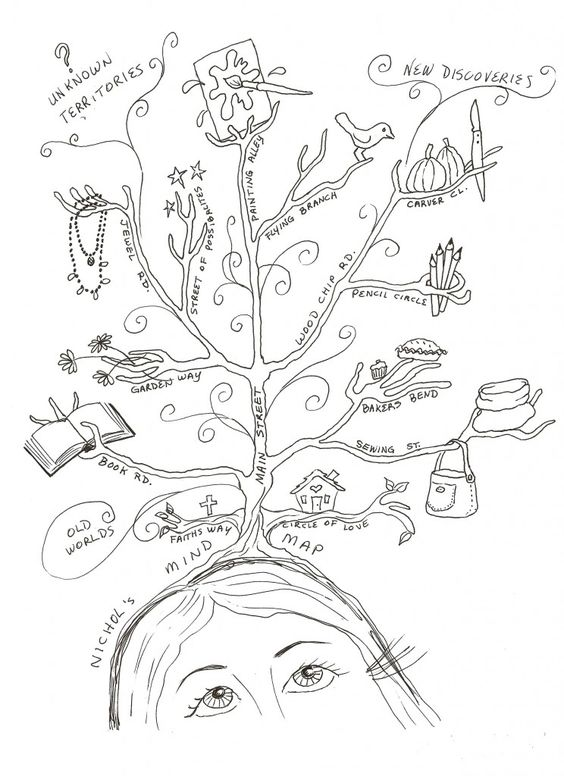 ?
UNKNOWN
TERRITORIES
NEW DISCOVERIES
PAINTING ALLEY
FLYING BRANCH
CARVER CL.
STREET OF POSSIBILITES
JEWEL RD.
WOOD CHIP RD.
PENCIL CIRCLE
GARDEN WAY
BAKERS BEND
MAIN STREET
SEWING ST.
BOOK RD.
OLD
WORLDS
FAITHS WAY
CIRCLE OF LOVE
NICHOL'S MIND MAP